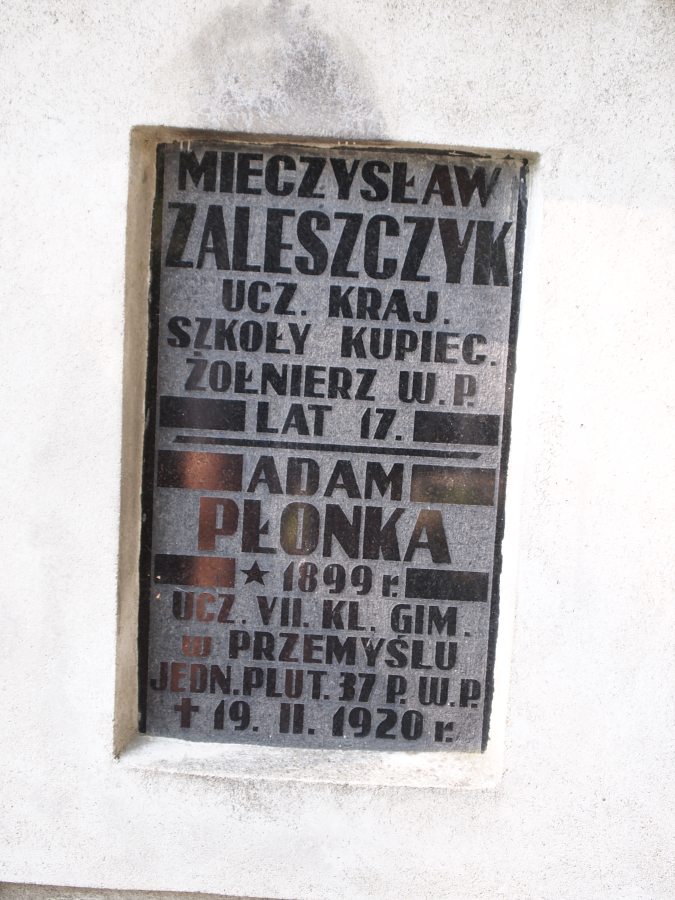 MIECZYSŁAW
ZALESZCZYK
UCZ. KRAJ.
SZKOŁY KUPIEC.
ŻOŁNIERZ W. P.
LAT 17.
ADAM
PŁONKA
★ 1899 r.
UCZ. VII. KL. GIM.
w PRZEMYŚLU
JEDN. PLUT. 37 P. W. P.
✝ 19. II. 1920 r.